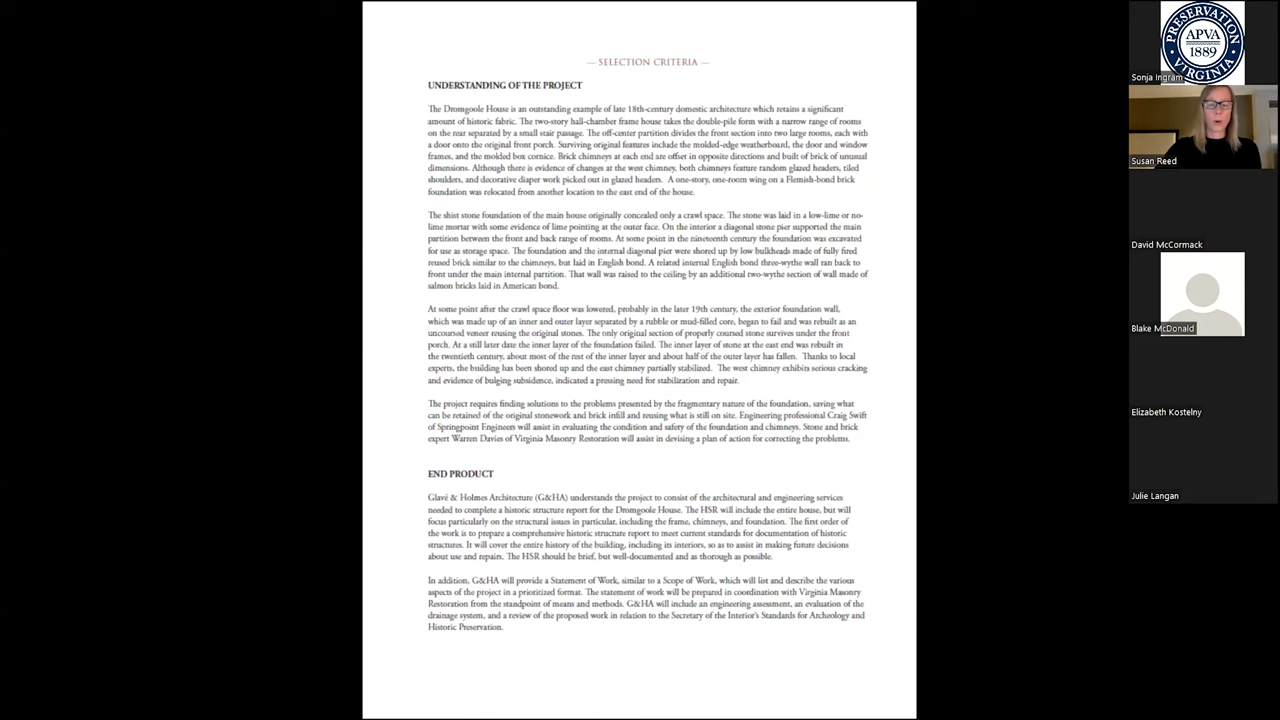 — SELECTION CRITERIA —
UNDERSTANDING OF THE PROJECT
The Dromgoole House is an outstanding example of late 18th-century domestic architecture which retains a significant
amount of historic fabric. The two-story hall-chamber frame house takes the double-pile form with a narrow range of rooms
on the rear separated by a small stair passage. The off-center partition divides the front section into two large rooms, each with
a door onto the original front porch. Surviving original features include the molded-edge weatherboard, the door and window
frames, and the molded box cornice. Brick chimneys at each end are offset in opposite directions and built of brick of unusual
dimensions. Although there is evidence of changes at the west chimney, both chimneys feature random glazed headers, tiled
shoulders, and decorative diaper work picked out in glazed headers. A one-story, one-room wing on a Flemish-bond brick
foundation was relocated from another location to the east end of the house.
The shist stone foundation of the main house originally concealed only a crawl space. The stone was laid in a low-lime or no-
lime mortar with some evidence of lime pointing at the outer face. On the interior a diagonal stone pier supported the main
partition between the front and back range of rooms. At some point in the nineteenth century the foundation was excavated
for use as storage space. The foundation and the internal diagonal pier were shored up by low bulkheads made of fully fired
reused brick similar to the chimneys, but laid in English bond. A related internal English bond three-wythe wall ran back to
front under the main internal partition. That wall was raised to the ceiling by an additional two-wythe section of wall made of
salmon bricks laid in American bond.
At some point after the crawl space floor was lowered, probably in the later 19th century, the exterior foundation wall,
which was made up of an inner and outer layer separated by a rubble or mud-filled core, began to fail and was rebuilt as an
uncoursed veneer reusing the original stones. The only original section of properly coursed stone survives under the front
porch. At a still later date the inner layer of the foundation failed. The inner layer of stone at the east end was rebuilt in
the twentieth century, about most of the rest of the inner layer and about half of the outer layer has fallen. Thanks to local
experts, the building has been shored up and the east chimney partially stabilized. The west chimney exhibits serious cracking
and evidence of bulging subsidence, indicated a pressing need for stabilization and repair.
The project requires finding solutions to the problems presented by the fragmentary nature of the foundation, saving what
can be retained of the original stonework and brick infill and reusing what is still on site. Engineering professional Craig Swift
of Springpoint Engineers will assist in evaluating the condition and safety of the foundation and chimneys. Stone and brick
expert Warren Davies of Virginia Masonry Restoration will assist in devising a plan of action for correcting the problems.
END PRODUCT
Glavé & Holmes Architecture (G&HA) understands the project to consist of the architectural and engineering services
needed to complete a historic structure report for the Dromgoole House. The HSR will include the entire house, but will
focus particularly on the structural issues in particular, including the frame, chimneys, and foundation. The first order of
the work is to prepare a comprehensive historic structure report to meet current standards for documentation of historic
structures. It will cover the entire history of the building, including its interiors, so as to assist in making future decisions
about use and repairs. The HSR should be brief, but well-documented and as thorough as possible.
In addition, G&HA will provide a Statement of Work, similar to a Scope of Work, which will list and describe the various
aspects of the project in a prioritized format. The statement of work will be prepared in coordination with Virginia Masonry
Restoration from the standpoint of means and methods. G&HA will include an engineering assessment, an evaluation of the
drainage system, and a review of the proposed work in relation to the Secretary of the Interior's Standards for Archeology and
Historic Preservation.
PRESERVATION
APVA
1889
VIRGINIA
Sonja Ingram
Susan Reed
David McCormack
Blake McDonald
Elizabeth Kostelny
Julie Langan